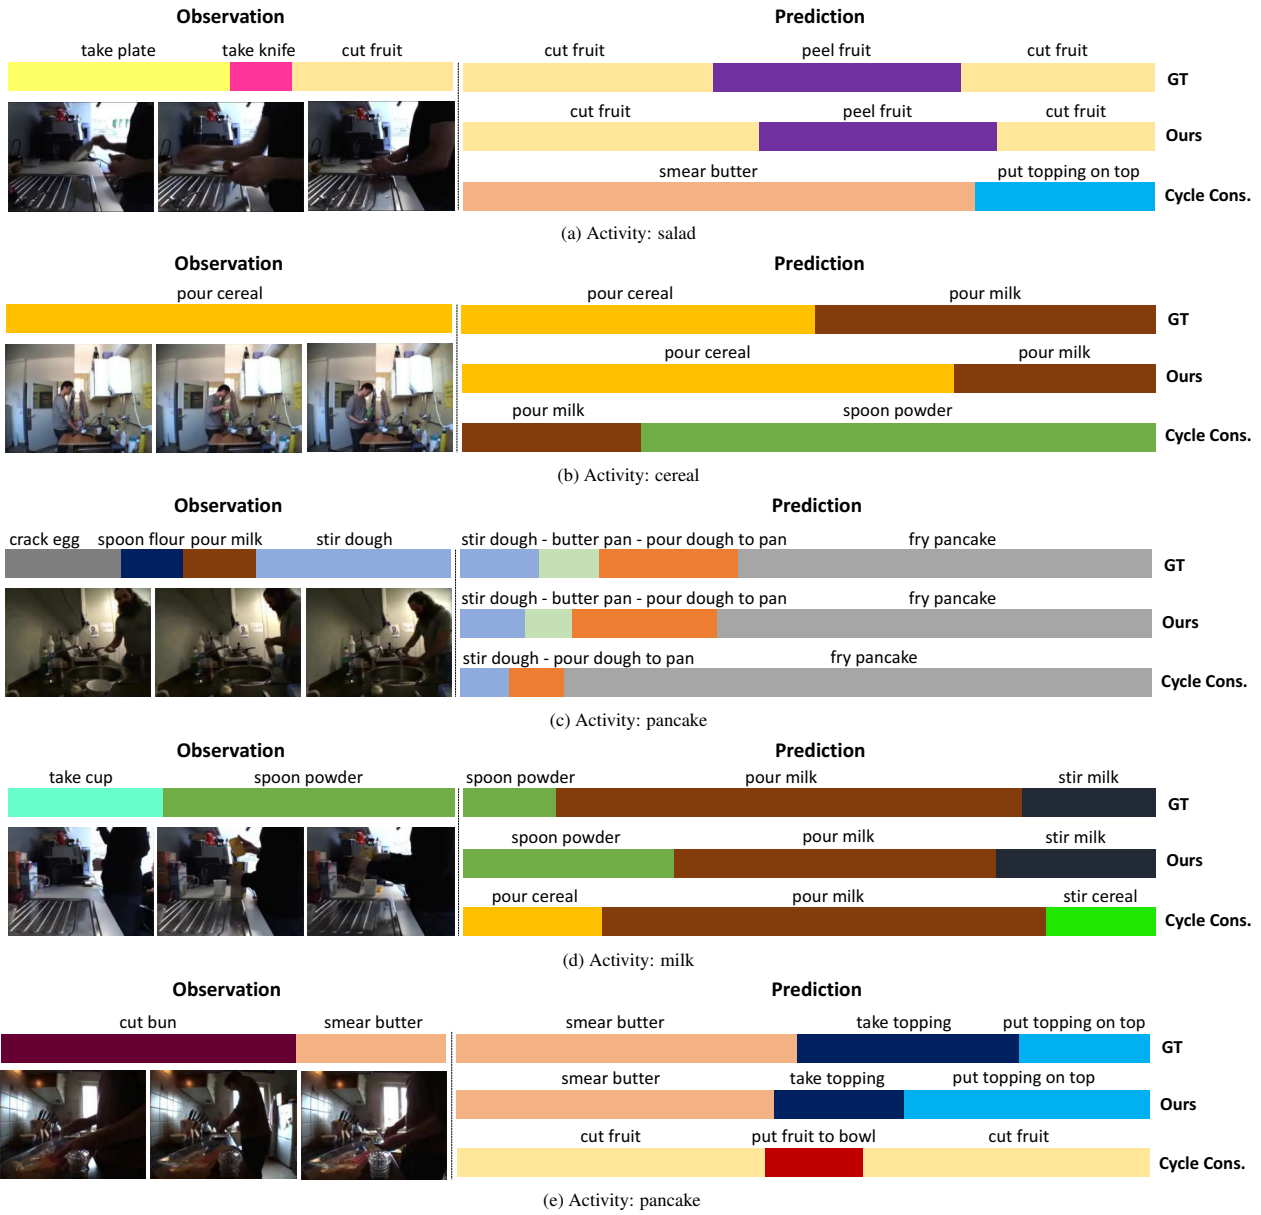 Observation Prediction
take plate take knife cut fruit cut fruit peel fruit cut fruit
GT
cut fruit peel fruit cut fruit
Ours
smear butter put topping on top
Cycle Cons.
(a) Activity: salad
Observation Prediction
pour cereal pour cereal pour milk
GT
pour cereal pour milk
Ours
pour milk spoon powder
Cycle Cons.
(b) Activity: cereal
Observation Prediction
crack egg spoon flour pour milk stir dough stir dough - butter pan - pour dough to pan fry pancake
GT
stir dough - butter pan - pour dough to pan fry pancake
Ours
stir dough - pour dough to pan fry pancake
Cycle Cons.
(c) Activity: pancake
Observation Prediction
take cup spoon powder spoon powder pour milk stir milk
GT
spoon powder pour milk stir milk
Ours
pour cereal pour milk stir cereal
Cycle Cons.
(d) Activity: milk
Observation Prediction
cut bun smear butter smear butter take topping put topping on top
GT
smear butter take topping put topping on top
Ours
cut fruit put fruit to bowl cut fruit
Cycle Cons.
(e) Activity: pancake